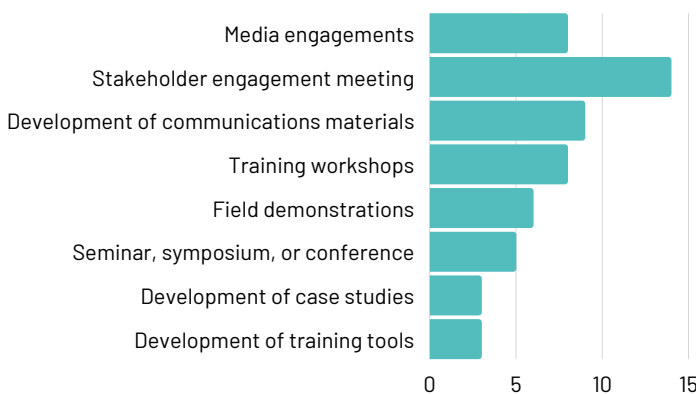 Media engagements
Stakeholder engagement meeting
Development of communications materials
Training workshops
Field demonstrations
Seminar, symposium, or conference
Development of case studies
Development of training tools
0 5 10 15